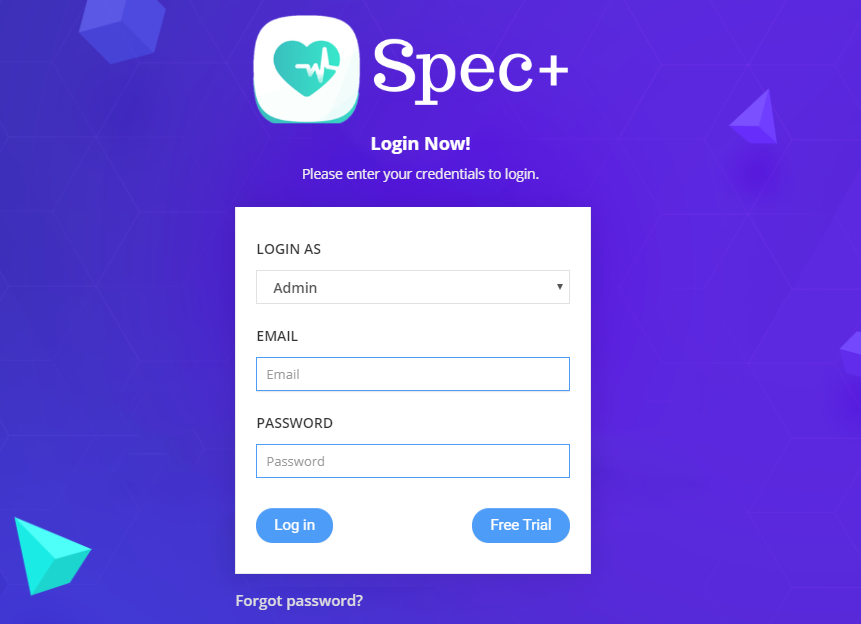 Spec+
Login Now!
Please enter your credentials to login.
LOGIN AS
Admin
EMAIL
Email
PASSWORD
Password
Log in Free Trial
Forgot password?